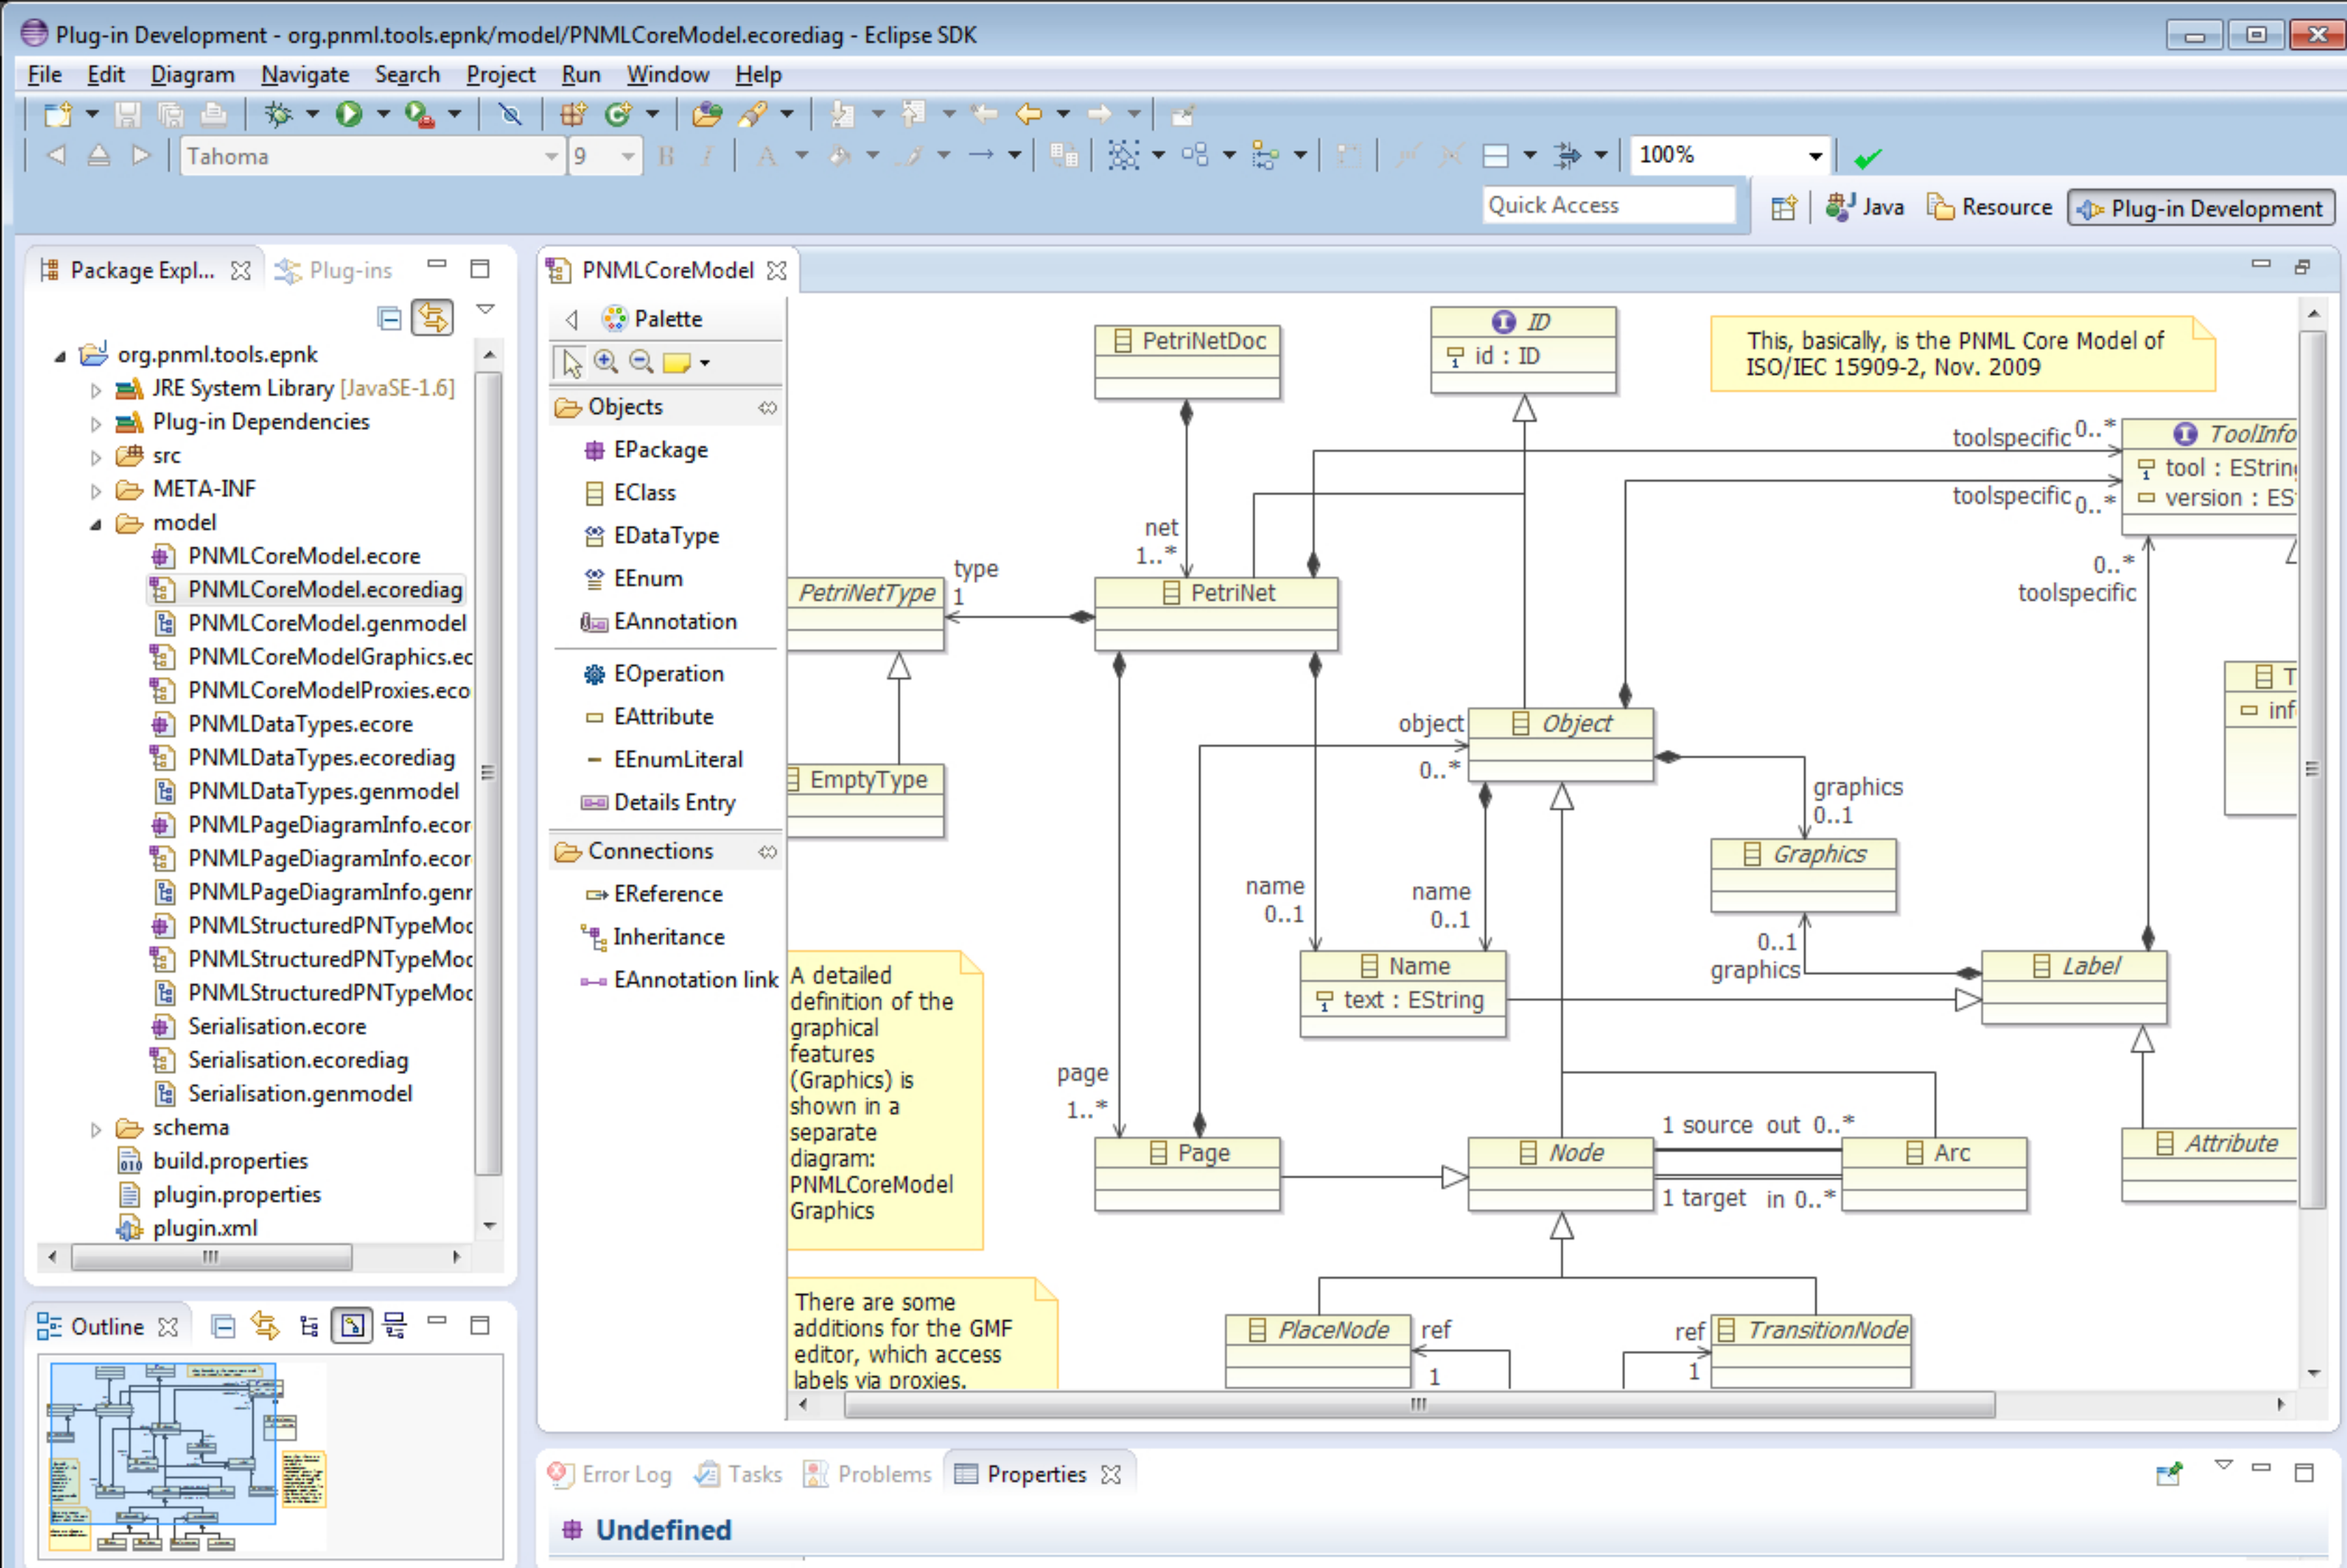 Plug-in Development - org.pnml.tools.epnk/model/PNMLCoreModel.ecorediag - Eclipse SDK
File Edit Diagram Navigate Search Project Run Window Help
Tahoma 9 B I A 100%
Quick Access Java Resource Plug-in Development
Package Expl... Plug-ins
org.pnml.tools.epnk
JRE System Library [JavaSE-1.6]
Plug-in Dependencies
src
META-INF
model
PNMLCoreModel.ecore
PNMLCoreModel.ecorediag
PNMLCoreModel.genmodel
PNMLCoreModelGraphics.ec
PNMLCoreModelProxies.eco
PNMLDataTypes.ecore
PNMLDataTypes.ecorediag
PNMLDataTypes.genmodel
PNMLPageDiagramInfo.ecor
PNMLPageDiagramInfo.ecor
PNMLPageDiagramInfo.genr
PNMLStructuredPNTypeMoc
PNMLStructuredPNTypeMoc
PNMLStructuredPNTypeMoc
Serialisation.ecore
Serialisation.ecorediag
Serialisation.genmodel
schema
build.properties
plugin.properties
plugin.xml
Outline
PNMLCoreModel
Palette
Objects
EPackage
EClass
EDataType
EEnum
EAnnotation
EOperation
EAttribute
EEnumLiteral
Details Entry
Connections
EReference
Inheritance
EAnnotation link
PetriNetDoc
ID
id : ID
This, basically, is the PNML Core Model of
ISO/IEC 15909-2, Nov. 2009
toolspecific 0..*
ToolInfo
tool : EString
version : ES
toolspecific 0..*
net
1..*
0..*
toolspecific
type
1
PetriNetType
PetriNet
T
inf
object
0..*
Object
EmptyType
graphics
0..1
Graphics
name
0..1
name
0..1
0..1
graphics
Name
text : EString
Label
A detailed
definition of the
graphical
features
(Graphics) is
shown in a
separate
diagram:
PNMLCoreModel
Graphics
page
1..*
1 source out 0..*
Page
Node
Arc
Attribute
1 target in 0..*
There are some
additions for the GMF
editor, which access
labels via proxies.
PlaceNode
ref
1
ref
1
TransitionNode
Error Log Tasks Problems Properties
Undefined